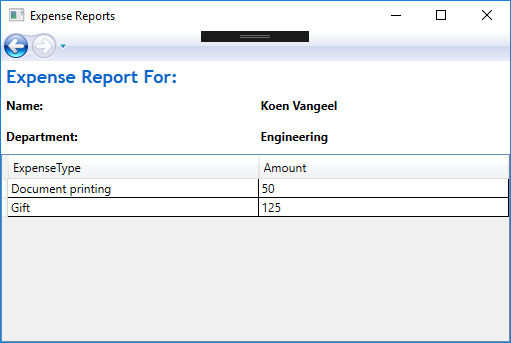 Expense Reports
Expense Report For:
Name: Koen Vangeel
Department: Engineering
ExpenseType Amount
Document printing 50
Gift 125